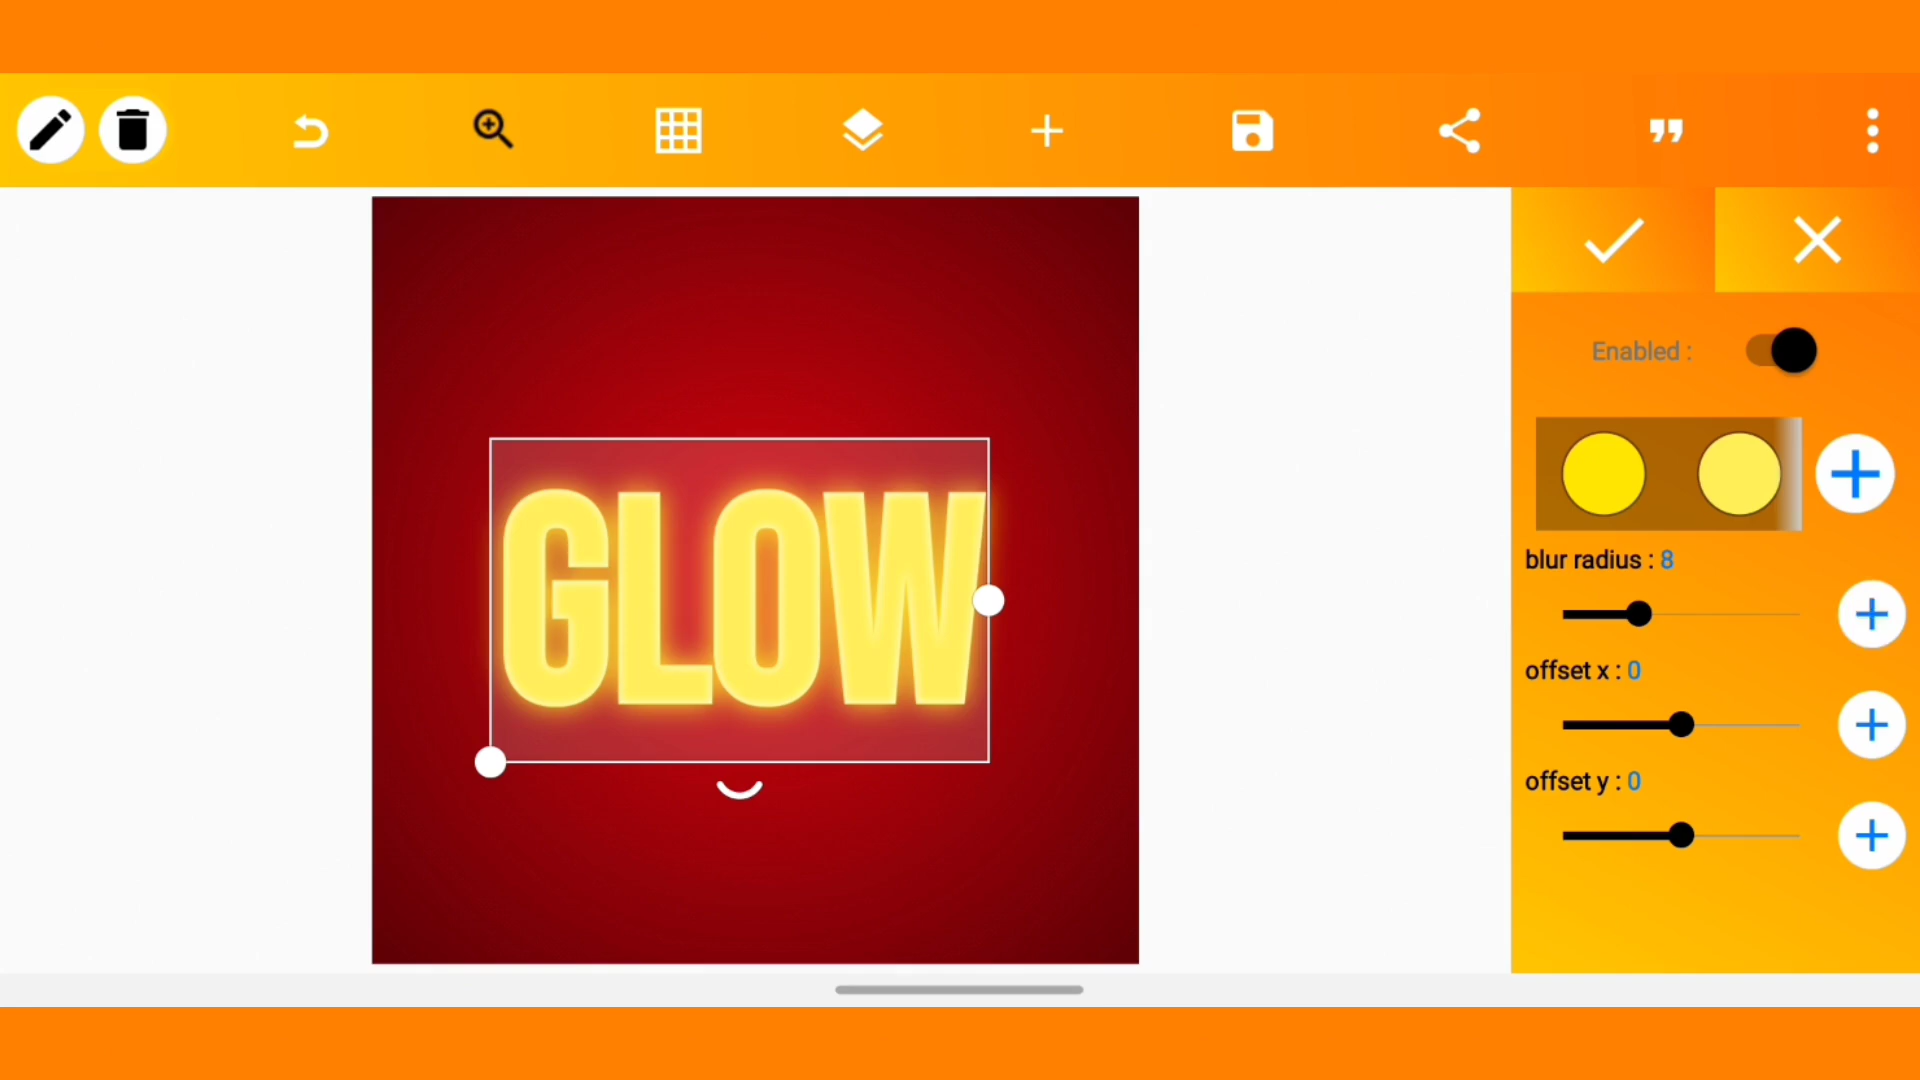 Enabled :
GLOW
blur radius : 8
offset x : 0
offset y : 0